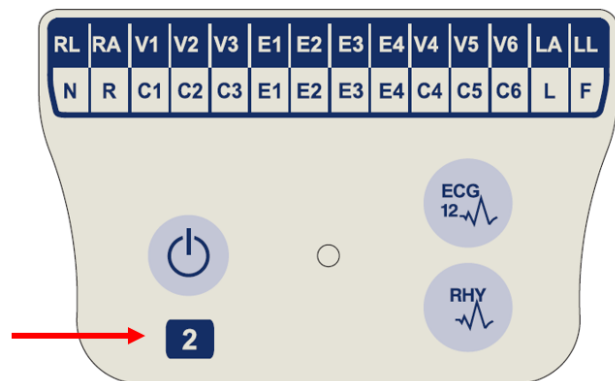 RL RA V1 V2 V3 E1 E2 E3 E4 V4 V5 V6 LA LL
N R C1 C2 C3 E1 E2 E3 E4 C4 C5 C6 L F
ECG
12
RHY
2